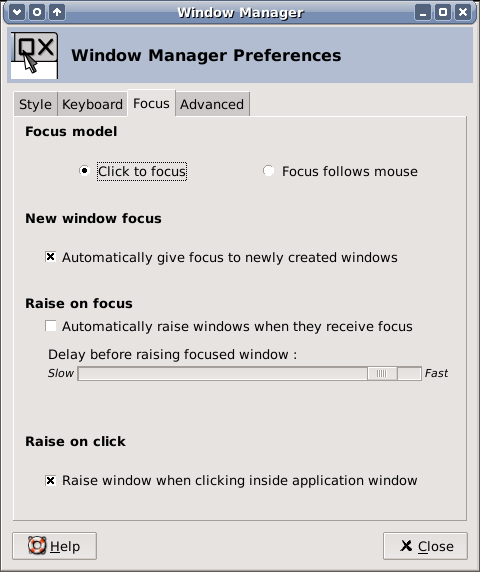 Window Manager
Window Manager Preferences
Style Keyboard Focus Advanced
Focus model
Click to focus Focus follows mouse
New window focus
Automatically give focus to newly created windows
Raise on focus
Automatically raise windows when they receive focus
Delay before raising focused window :
Slow Fast
Raise on click
Raise window when clicking inside application window
Help Close